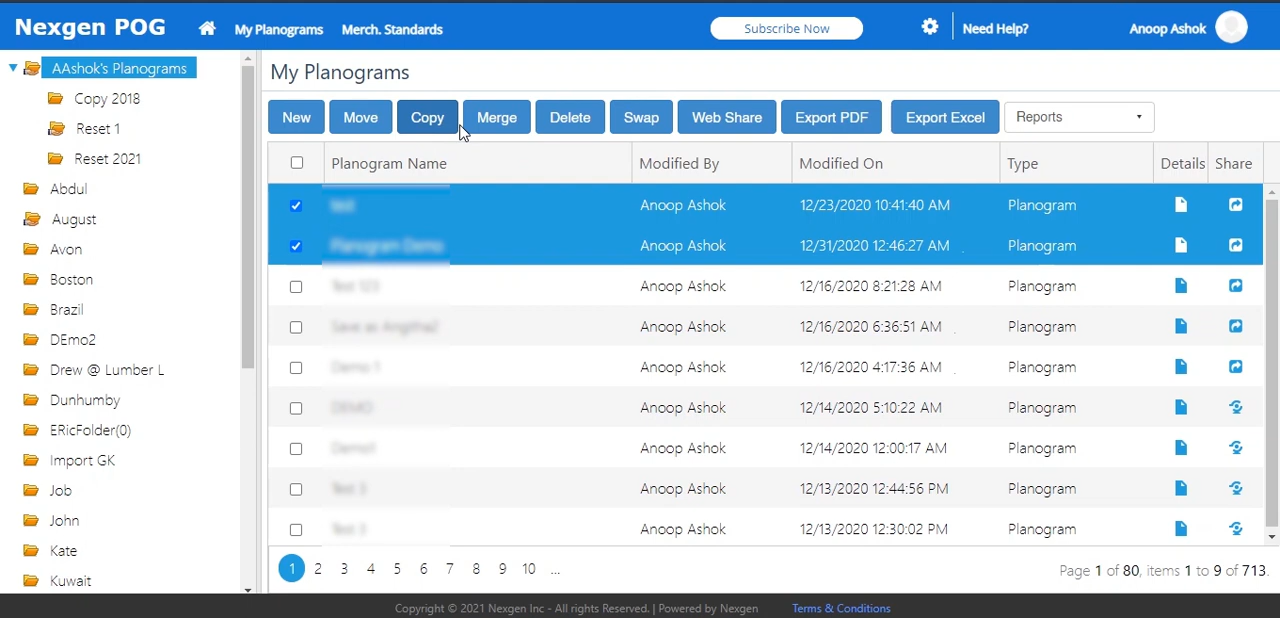 Nexgen POG My Planograms Merch. Standards Subscribe Now Need Help? Anoop Ashok
AAshok's Planograms
Copy 2018
Reset 1
Reset 2021
Abdul
August
Avon
Boston
Brazil
DEmo2
Drew @ Lumber L
Dunhumby
ERicFolder(0)
Import GK
Job
John
Kate
Kuwait
My Planograms
New Move Copy Merge Delete Swap Web Share Export PDF Export Excel Reports
Planogram Name Modified By Modified On Type Details Share
Anoop Ashok 12/23/2020 10:41:40 AM Planogram
Planogram Demo Anoop Ashok 12/31/2020 12:46:27 AM Planogram
Anoop Ashok 12/16/2020 8:21:28 AM Planogram
Anoop Ashok 12/16/2020 6:36:51 AM Planogram
Anoop Ashok 12/16/2020 4:17:36 AM Planogram
Anoop Ashok 12/14/2020 5:10:22 AM Planogram
Anoop Ashok 12/14/2020 12:00:17 AM Planogram
Anoop Ashok 12/13/2020 12:44:56 PM Planogram
Anoop Ashok 12/13/2020 12:30:02 PM Planogram
1 2 3 4 5 6 7 8 9 10 ... Page 1 of 80, items 1 to 9 of 713.
Copyright © 2021 Nexgen Inc - All rights Reserved. | Powered by Nexgen Terms & Conditions